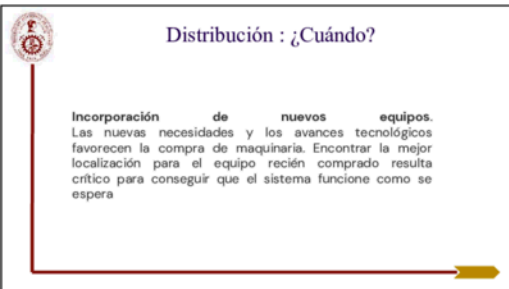 Distribución : ¿Cuándo?
Incorporación de nuevos equipos.
Las nuevas necesidades y los avances tecnológicos
favorecen la compra de maquinaria. Encontrar la mejor
localización para el equipo recién comprado resulta
crítico para conseguir que el sistema funcione como se
espera